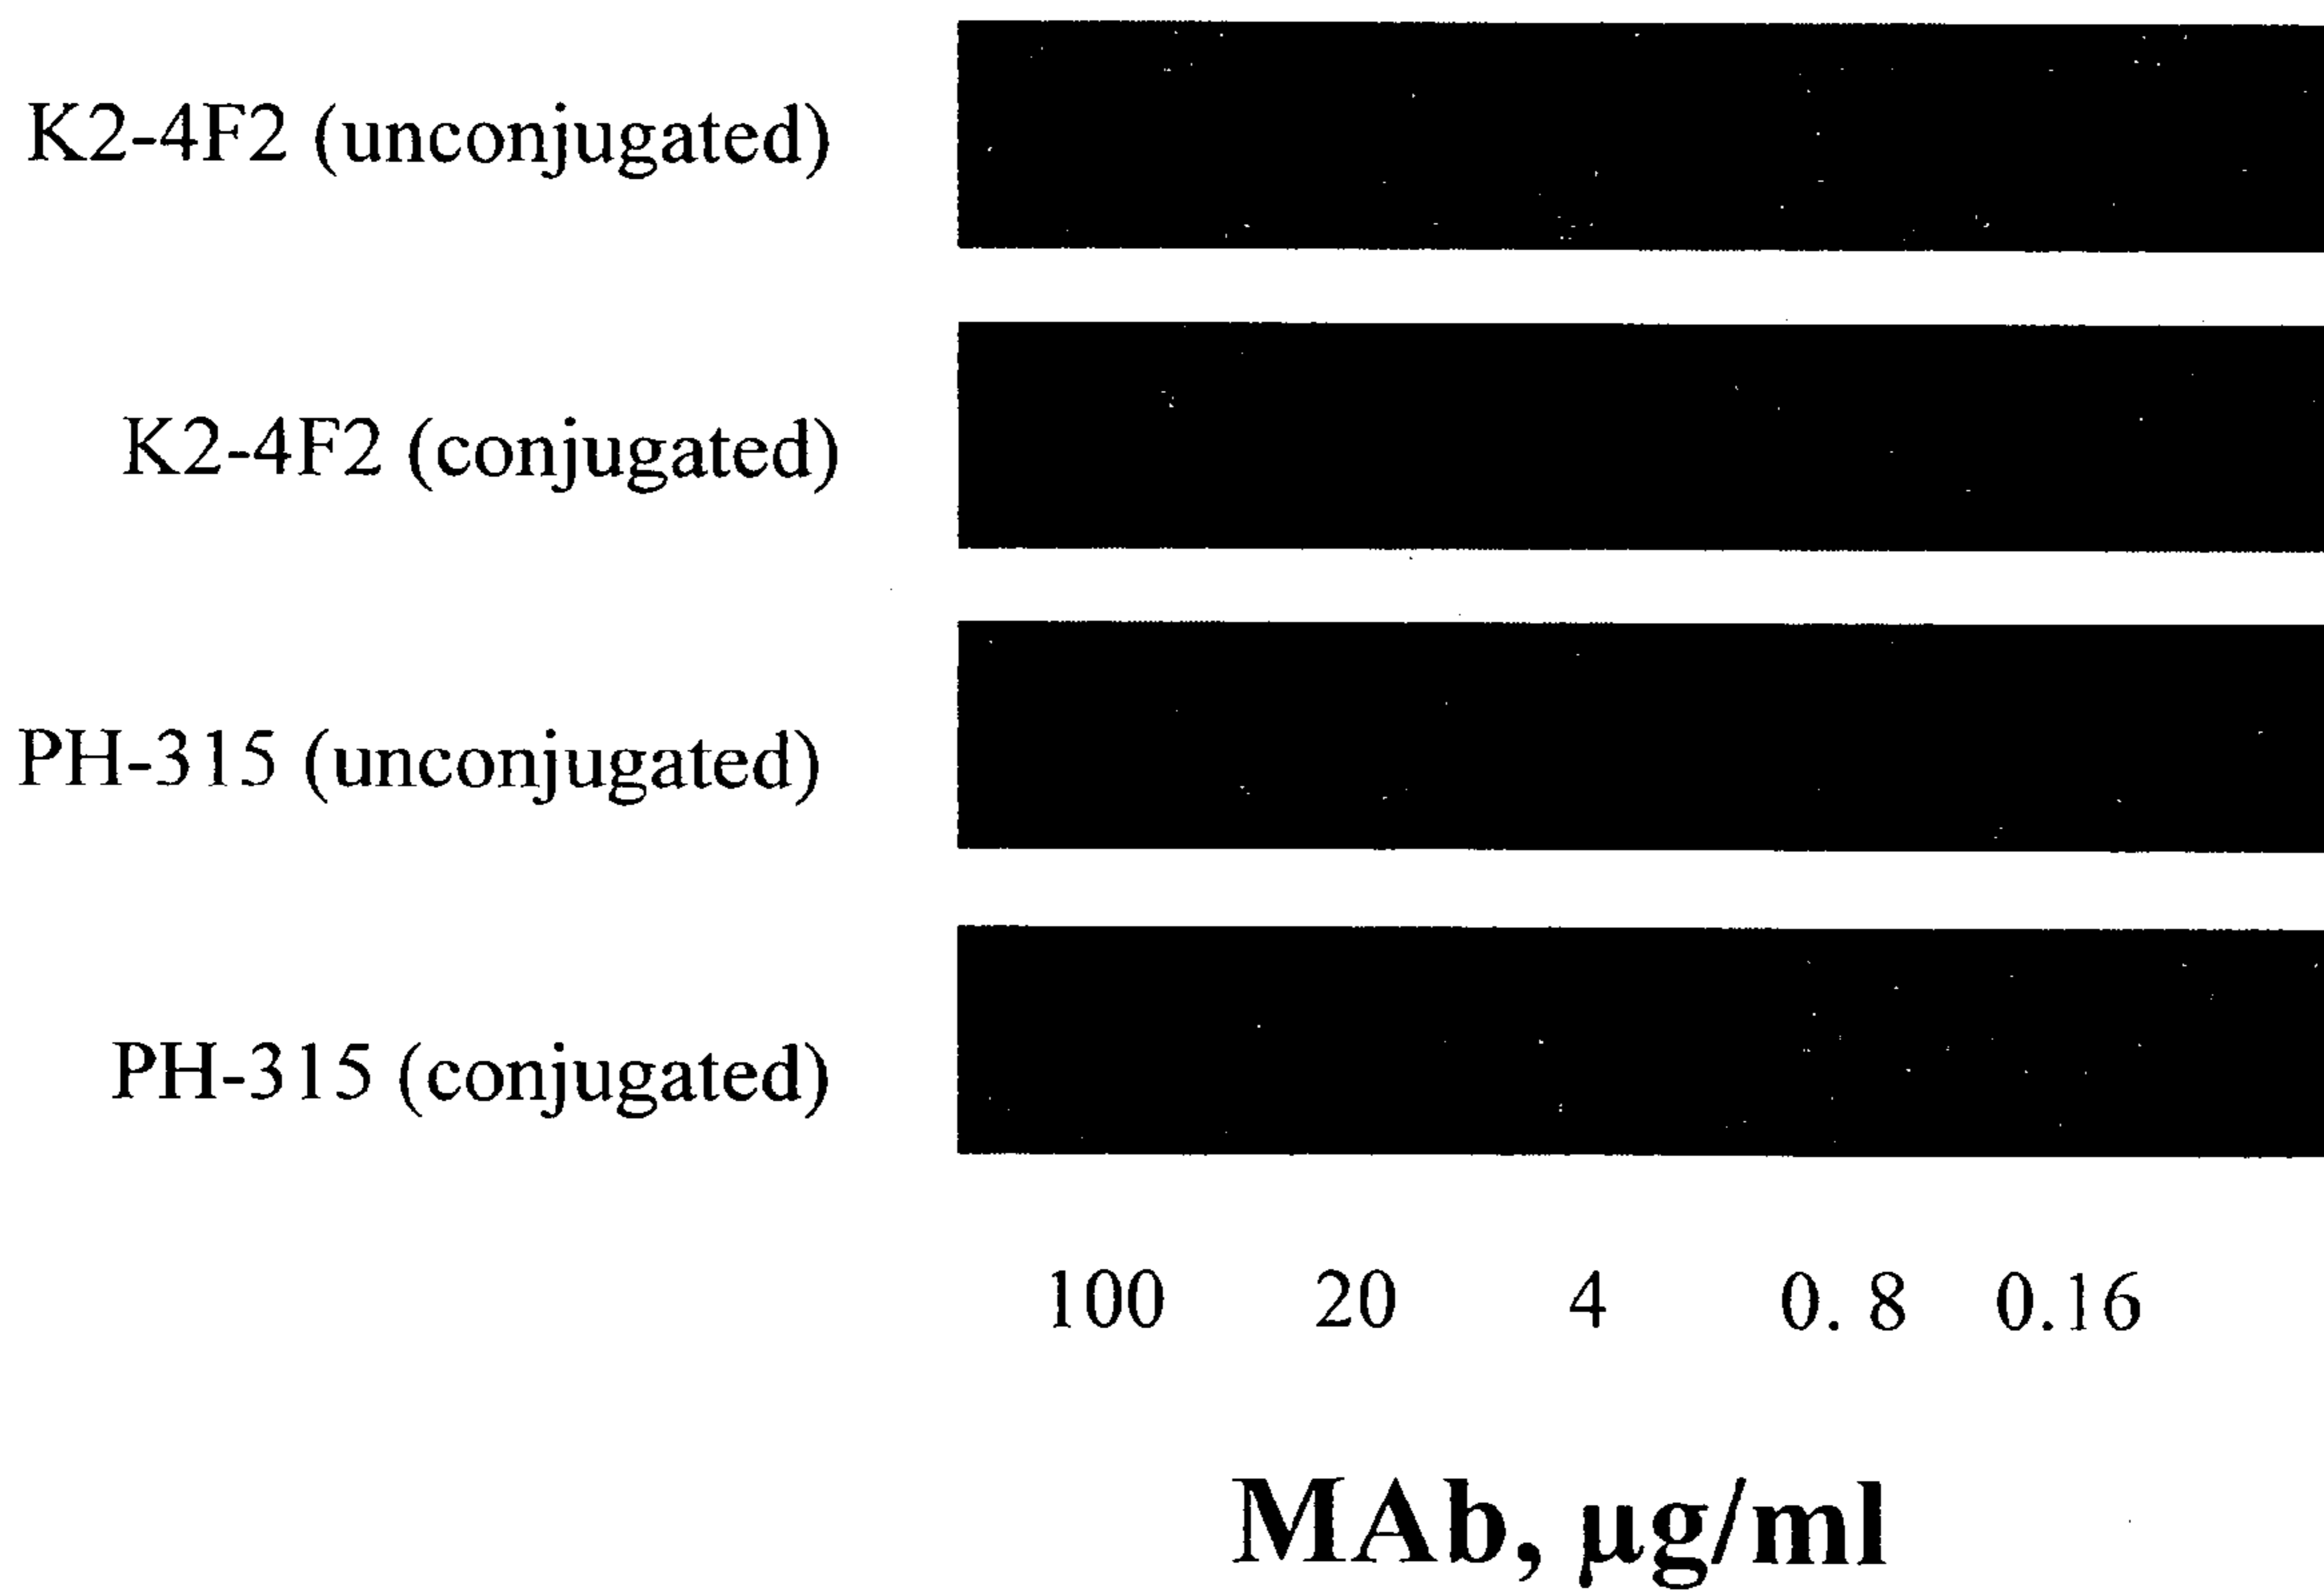 K2-4F2 (unconjugated)
K2-4F2 (conjugated)
PH-315 (unconjugated)
PH-315 (conjugated)
100 20 4 0. 8 0.16
MAb, µg/ml